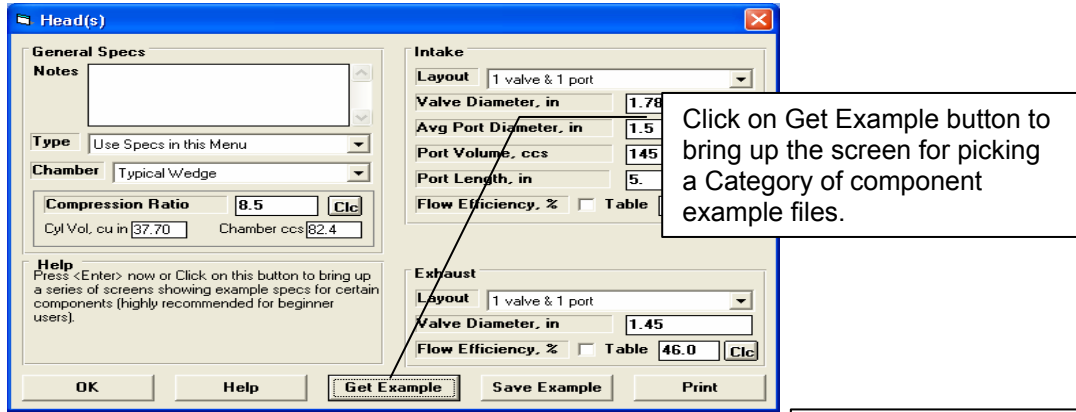 Head(s)
General Specs
Notes
Type Use Specs in this Menu
Chamber Typical Wedge
Compression Ratio 8.5 Clc
Cyl Vol, cu in 37.70 Chamber ccs 82.4
Help
Press <Enter> now or Click on this button to bring up
a series of screens showing example specs for certain
components (highly recommended for beginner
users).
Intake
Layout 1 valve & 1 port
Valve Diameter, in 1.78
Avg Port Diameter, in 1.5
Port Volume, ccs 145
Port Length, in 5.
Flow Efficiency, % Table
Exhaust
Layout 1 valve & 1 port
Valve Diameter, in 1.45
Flow Efficiency, % Table 46.0 Clc
OK Help Get Example Save Example Print
Click on Get Example button to
bring up the screen for picking
a Category of component
example files.